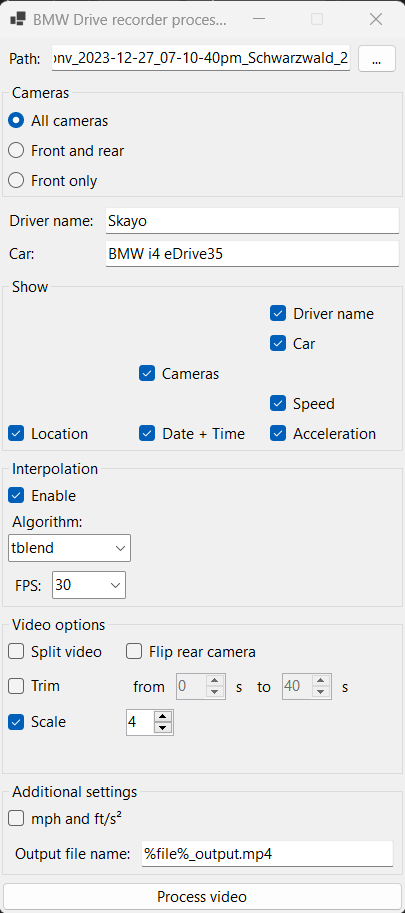 BMW Drive recorder proces...
Path: onv_2023-12-27_07-10-40pm_Schwarzwald_2 ...
Cameras
All cameras
Front and rear
Front only
Driver name: Skayo
Car: BMW i4 eDrive35
Show
Driver name
Car
Cameras
Speed
Location Date + Time Acceleration
Interpolation
Enable
Algorithm:
tblend
FPS: 30
Video options
Split video Flip rear camera
Trim from 0 s to 40 s
Scale 4
Additional settings
mph and ft/s²
Output file name: %file%_output.mp4
Process video